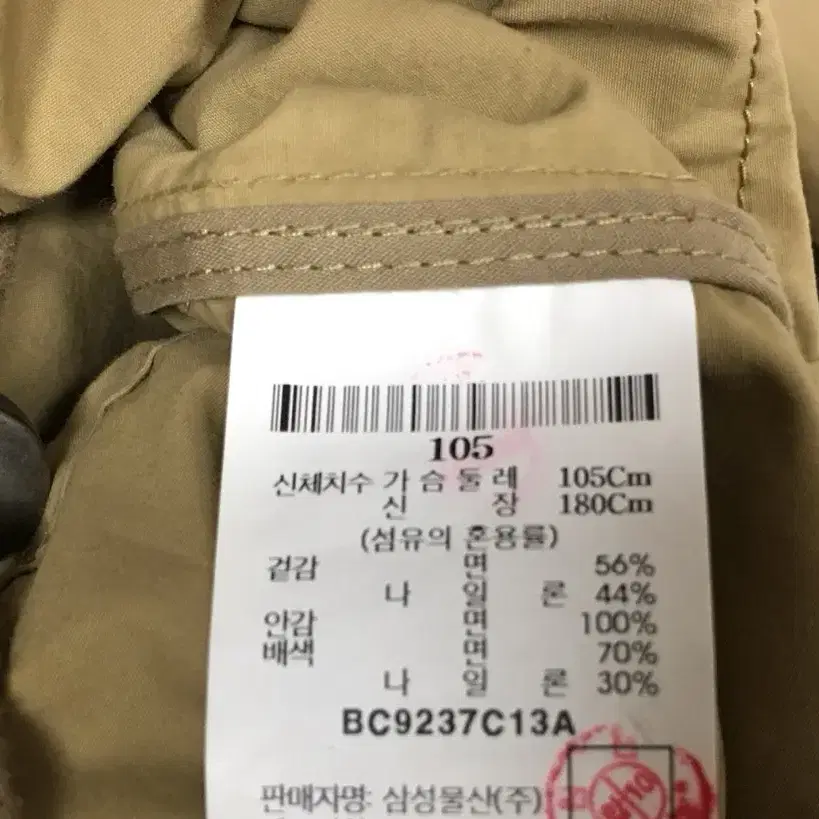 105
신체치수 가슴둘레 105Cm
신장 180Cm
(섬유의 혼용률)
겉감 면 56%
나일론 44%
안감 면 100%
배색 면 70%
나일론 30%
BC9237C13A
판매자명: 삼성물산(주)